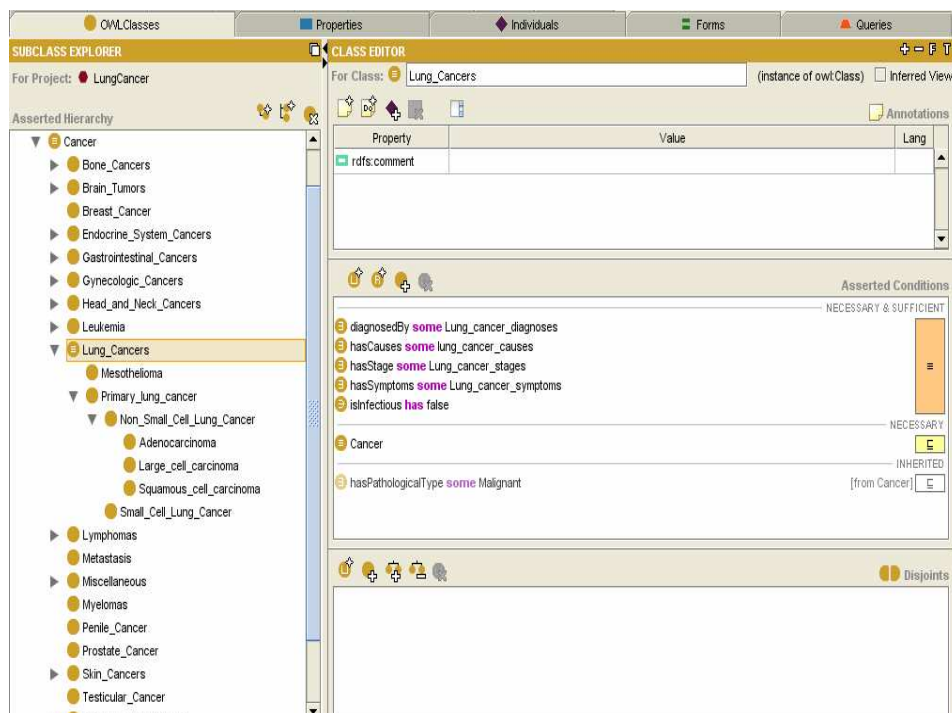 OWLClasses
Properties
Individuals
Forms
Queries
SUBCLASS EXPLORER
For Project: LungCancer
Asserted Hierarchy
Cancer
Bone_Cancers
Brain_Tumors
Breast_Cancer
Endocrine_System_Cancers
Gastrointestinal_Cancers
Gynecologic_Cancers
Head_and_Neck_Cancers
Leukemia
Lung_Cancers
Mesothelioma
Primary_lung_cancer
Non_Small_Cell_Lung_Cancer
Adenocarcinoma
Large_cell_carcinoma
Squamous_cell_carcinoma
Small_Cell_Lung_Cancer
Lymphomas
Metastasis
Miscellaneous
Myelomas
Penile_Cancer
Prostate_Cancer
Skin_Cancers
Testicular_Cancer
CLASS EDITOR
F T
For Class: Lung_Cancers (instance of owl:Class) Inferred View
Annotations
Property Value Lang
rdfs:comment
Asserted Conditions
NECESSARY & SUFFICIENT
diagnosedBy some Lung_cancer_diagnoses
hasCauses some lung_cancer_causes
hasStage some Lung_cancer_stages
hasSymptoms some Lung_cancer_symptoms
isInfectious has false
≡
NECESSARY
Cancer ⊑
INHERITED
hasPathologicalType some Malignant [from Cancer] ⊑
Disjoints